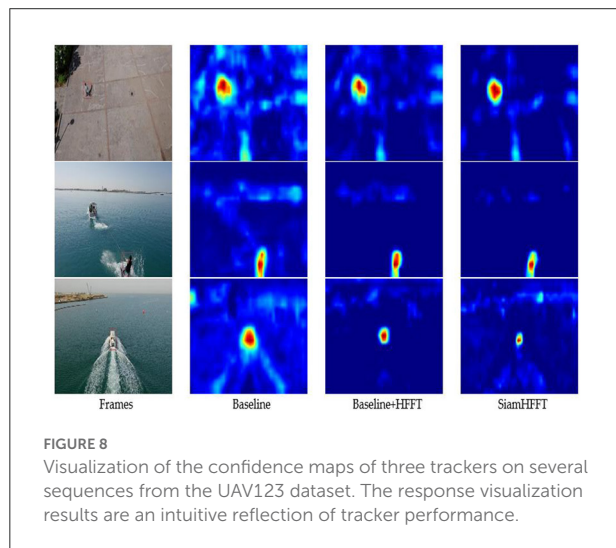 Frames Baseline Baseline+HFFT SiamHFFT
FIGURE 8
Visualization of the confidence maps of three trackers on several
sequences from the UAV123 dataset. The response visualization
results are an intuitive reflection of tracker performance.